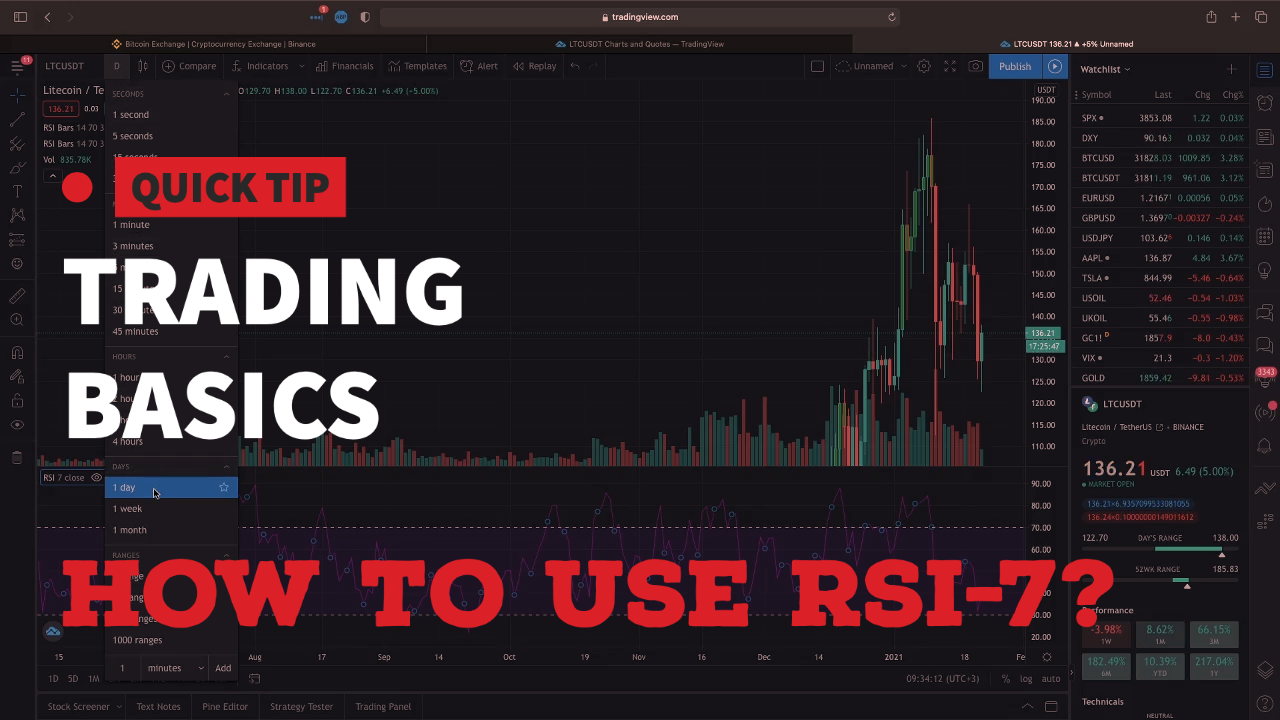 tradingview.com
Bitcoin Exchange | Cryptocurrency Exchange | Binance
LTCUSDT Charts and Quotes — TradingView
LTCUSDT 136.21 ▲ +5% Unnamed
11
LTCUSDT
D
Compare
Indicators
Financials
Templates
Alert
Replay
Unnamed
Publish
Litecoin / Te
O129.70 H138.00 L122.70 C136.21 +6.49 (+5.00%)
136.21 0.03
RSI Bars 14 70 3
RSI Bars 14 70 3
Vol 835.78K
SECONDS
1 second
5 seconds
15 seconds
QUICK TIP
1 minute
3 minutes
TRADING
45 minutes
HOURS
BASICS
4 hours
DAYS
RSI 7 close
1 day
1 week
1 month
RANGES
HOW TO USE RSI-7?
1000 ranges
1 minutes Add
USDT
190.00
185.00
180.00
175.00
170.00
165.00
160.00
155.00
150.00
145.00
140.00
136.21
17:25:47
130.00
125.00
120.00
115.00
110.00
90.00
80.00
70.00
60.00
30.00
20.00
15 Aug 17 Sep 14 Oct 17 Nov 16 Dec 14 2021 18 Fe
1D 5D 1M
09:34:12 (UTC+3) % log auto
Stock Screener
Text Notes
Pine Editor
Strategy Tester
Trading Panel
Watchlist
Symbol Last Chg Chg%
SPX 3853.08 1.22 0.03%
DXY 90.163 0.032 0.04%
BTCUSD 31828.03 1009.85 3.28%
BTCUSDT 31811.19 961.06 3.12%
EURUSD 1.21671 0.00056 0.05%
GBPUSD 1.36970 -0.00327 -0.24%
USDJPY 103.626 0.146 0.14%
AAPL 136.87 4.84 3.67%
TSLA 844.99 -5.46 -0.64%
USOIL 52.46 -0.54 -1.03%
UKOIL 55.46 -0.55 -0.98%
GC1! D 1857.9 -8.0 -0.43%
VIX 21.3 -0.3 -1.20%
GOLD 1859.42 -9.81 -0.53%
3343
LTCUSDT
Litecoin / TetherUS • BINANCE
Crypto
136.21 USDT 6.49 (5.00%)
MARKET OPEN
136.21×6.9357099533081055
136.24×0.1000000149011612
122.70 DAY'S RANGE 138.00
52WK RANGE 185.83
Performance
-3.98% 8.62% 66.15%
1W 1M 3M
182.49% 10.39% 217.04%
6M YTD 1Y
Technicals
NEUTRAL